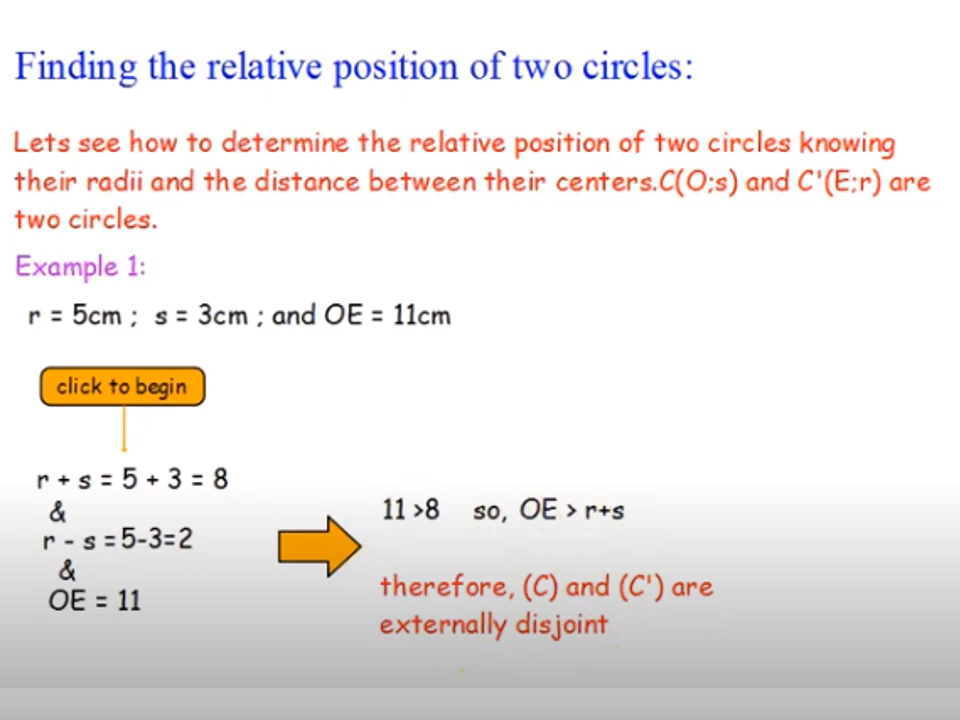 Finding the relative position of two circles:
Lets see how to determine the relative position of two circles knowing
their radii and the distance between their centers.C(O;s) and C'(E;r) are
two circles.
Example 1:
r = 5cm ; s = 3cm ; and OE = 11cm
click to begin
r + s = 5 + 3 = 8
&
r - s = 5-3=2
&
OE = 11
11 >8 so, OE > r+s
therefore, (C) and (C') are
externally disjoint